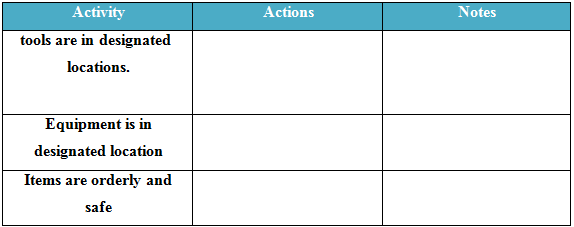 Activity Actions Notes
tools are in designated
locations.
Equipment is in
designated location
Items are orderly and
safe